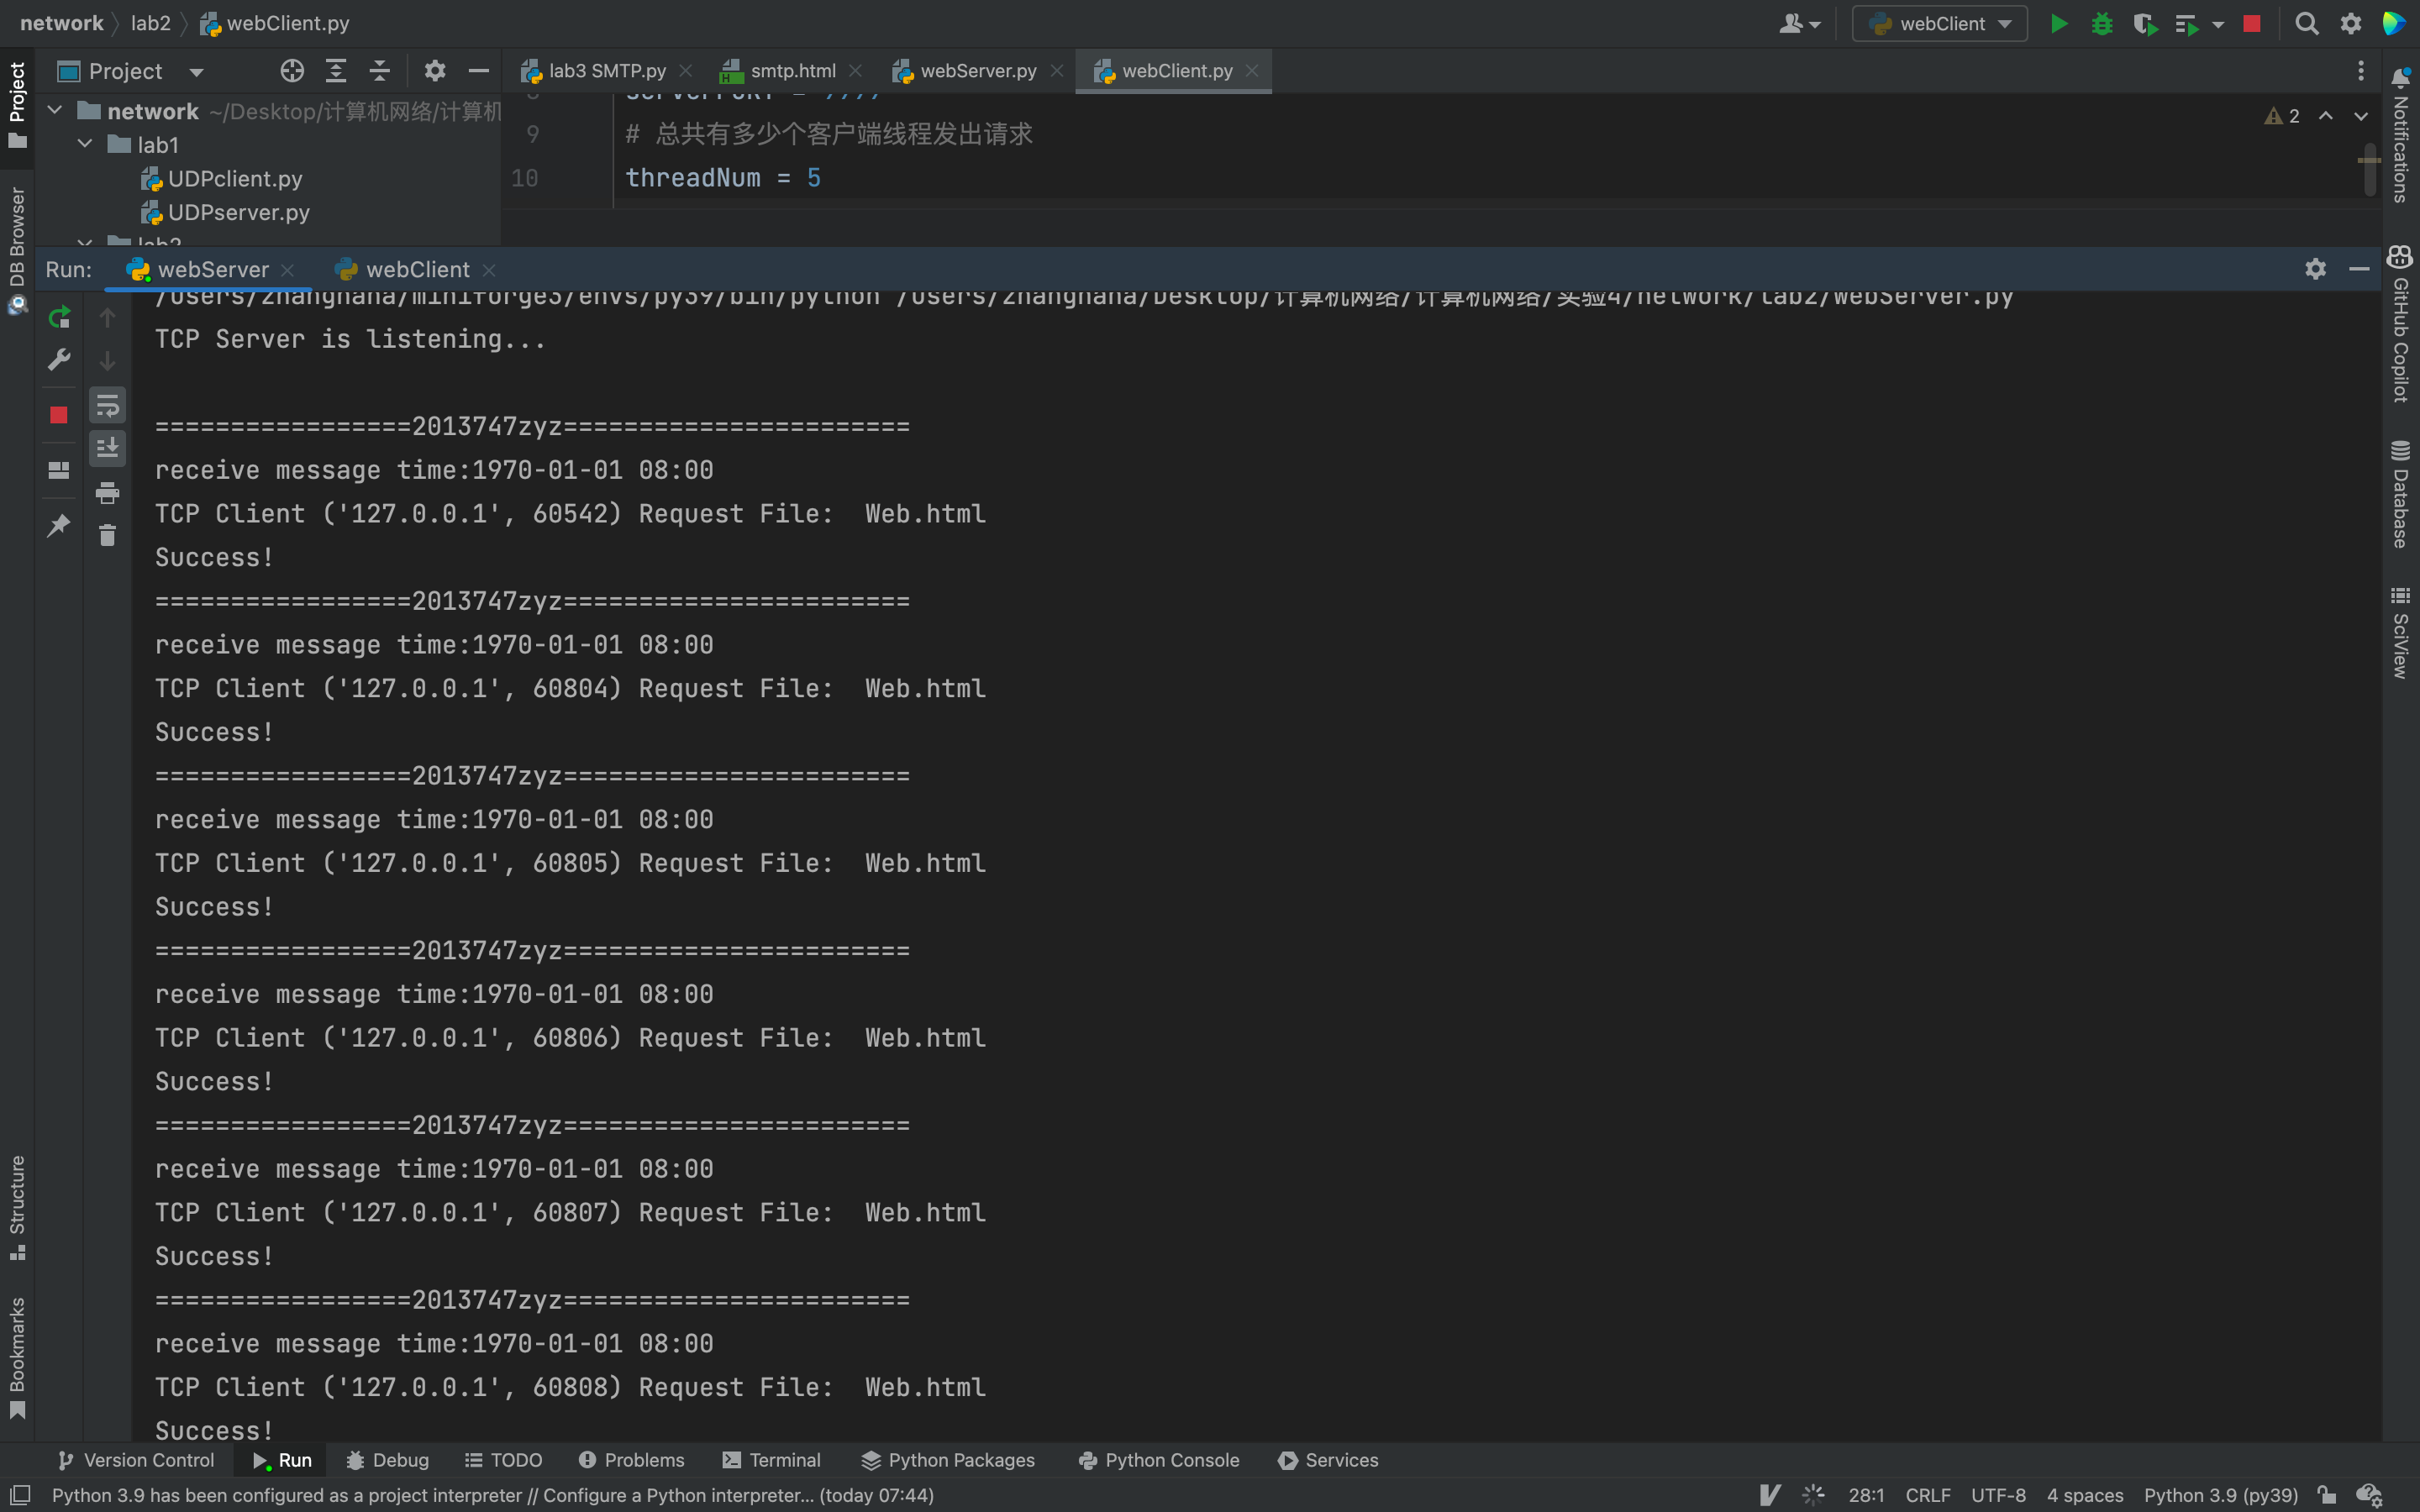 network lab2 webClient.py webClient
Project
lab3 SMTP.py smtp.html webServer.py webClient.py
network ~/Desktop/计算机网络/计算机
lab1
UDPclient.py
UDPserver.py
lab2
9 # 总共有多少个客户端线程发出请求
10 threadNum = 5
2
Run: webServer webClient
/Users/zhanghana/miniforge3/envs/py39/bin/python /Users/zhanghana/Desktop/计算机网络/计算机网络/实验4/network/lab2/webServer.py
TCP Server is listening...
=================2013747zyz=======================
receive message time:1970-01-01 08:00
TCP Client ('127.0.0.1', 60542) Request File:  Web.html
Success!
=================2013747zyz=======================
receive message time:1970-01-01 08:00
TCP Client ('127.0.0.1', 60804) Request File:  Web.html
Success!
=================2013747zyz=======================
receive message time:1970-01-01 08:00
TCP Client ('127.0.0.1', 60805) Request File:  Web.html
Success!
=================2013747zyz=======================
receive message time:1970-01-01 08:00
TCP Client ('127.0.0.1', 60806) Request File:  Web.html
Success!
=================2013747zyz=======================
receive message time:1970-01-01 08:00
TCP Client ('127.0.0.1', 60807) Request File:  Web.html
Success!
=================2013747zyz=======================
receive message time:1970-01-01 08:00
TCP Client ('127.0.0.1', 60808) Request File:  Web.html
Success!
Project
DB Browser
Structure
Bookmarks
Notifications
GitHub Copilot
Database
SciView
Version Control Run Debug TODO Problems Terminal Python Packages Python Console Services
Python 3.9 has been configured as a project interpreter // Configure a Python interpreter... (today 07:44) 28:1 CRLF UTF-8 4 spaces Python 3.9 (py39)